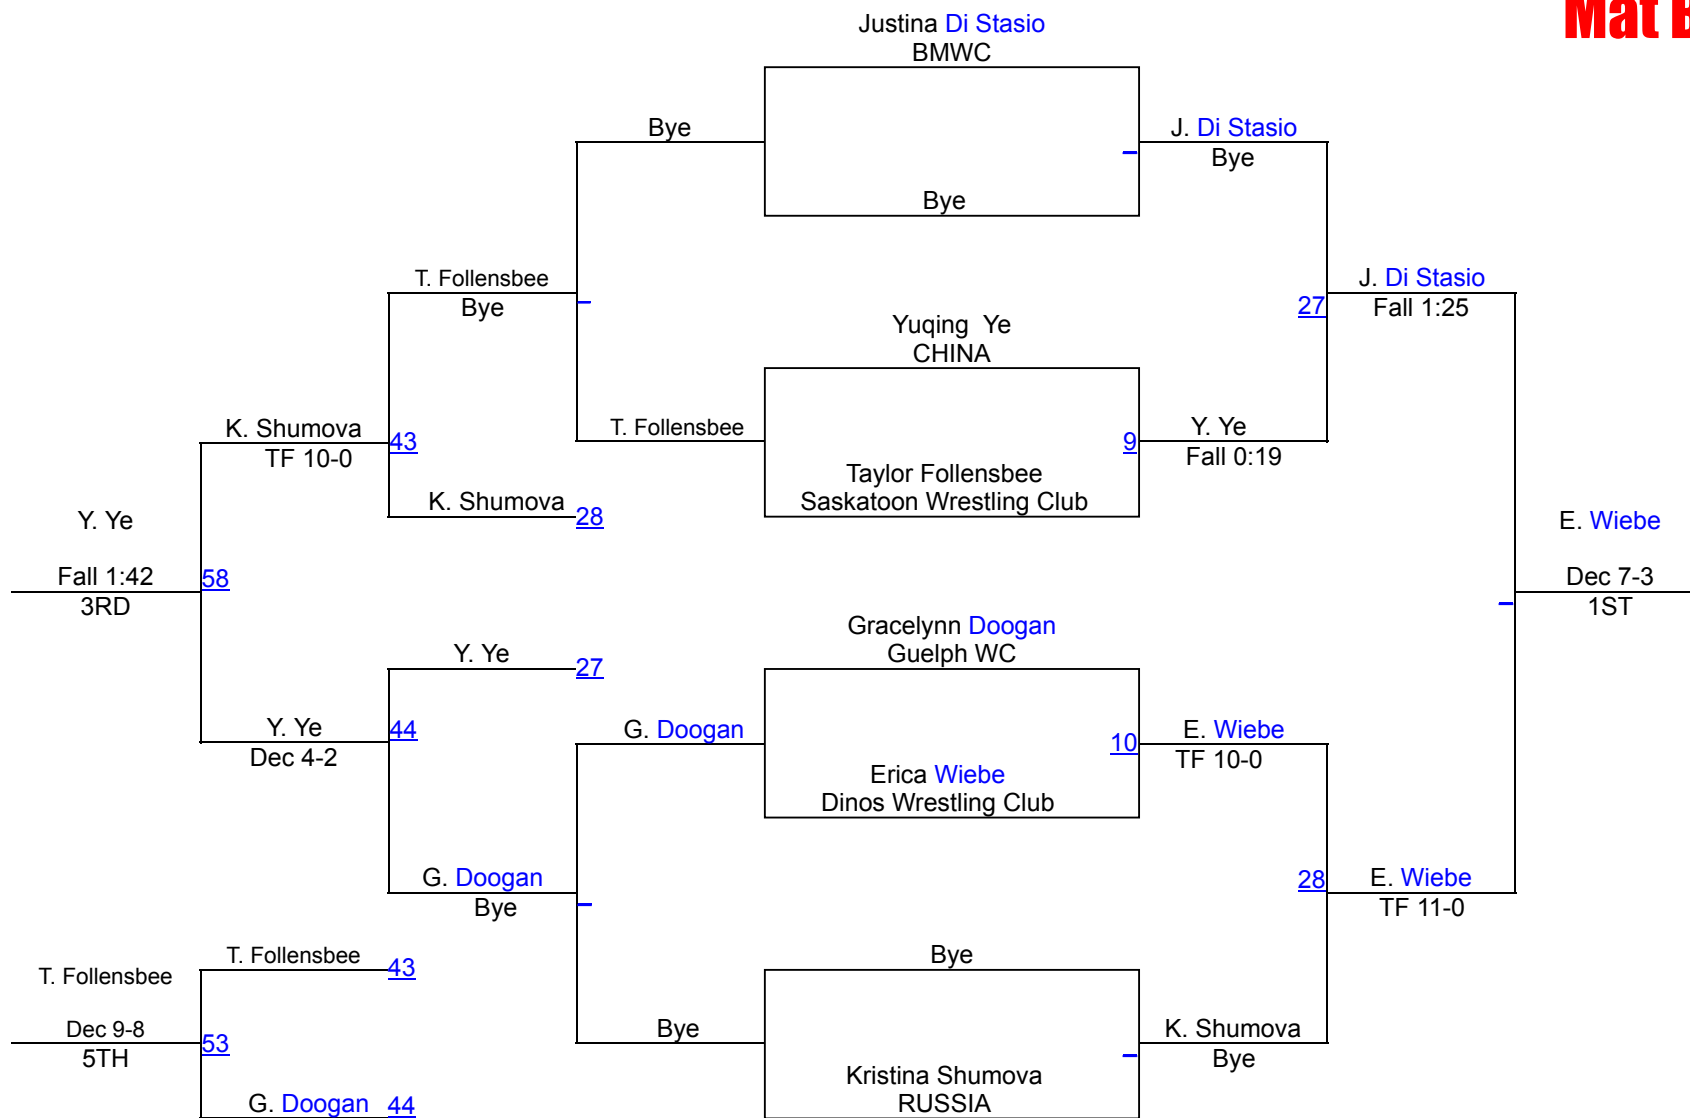 Mat B
Justina Di Stasio
BMWC
Bye
J. Di Stasio
Bye
Bye
T. Follensbee
Bye
27
J. Di Stasio
Fall 1:25
Yuqing Ye
CHINA
K. Shumova
TF 10-0
43
T. Follensbee
9
Y. Ye
Fall 0:19
Taylor Follensbee
Saskatoon Wrestling Club
K. Shumova
28
Y. Ye
Fall 1:42
3RD
58
E. Wiebe
Dec 7-3
1ST
Gracelynn Doogan
Guelph WC
Y. Ye
27
Y. Ye
Dec 4-2
44
G. Doogan
10
E. Wiebe
TF 10-0
Erica Wiebe
Dinos Wrestling Club
G. Doogan
Bye
28
E. Wiebe
TF 11-0
T. Follensbee
Dec 9-8
5TH
T. Follensbee
43
53
Bye
Bye
K. Shumova
Bye
G. Doogan
44
Kristina Shumova
RUSSIA